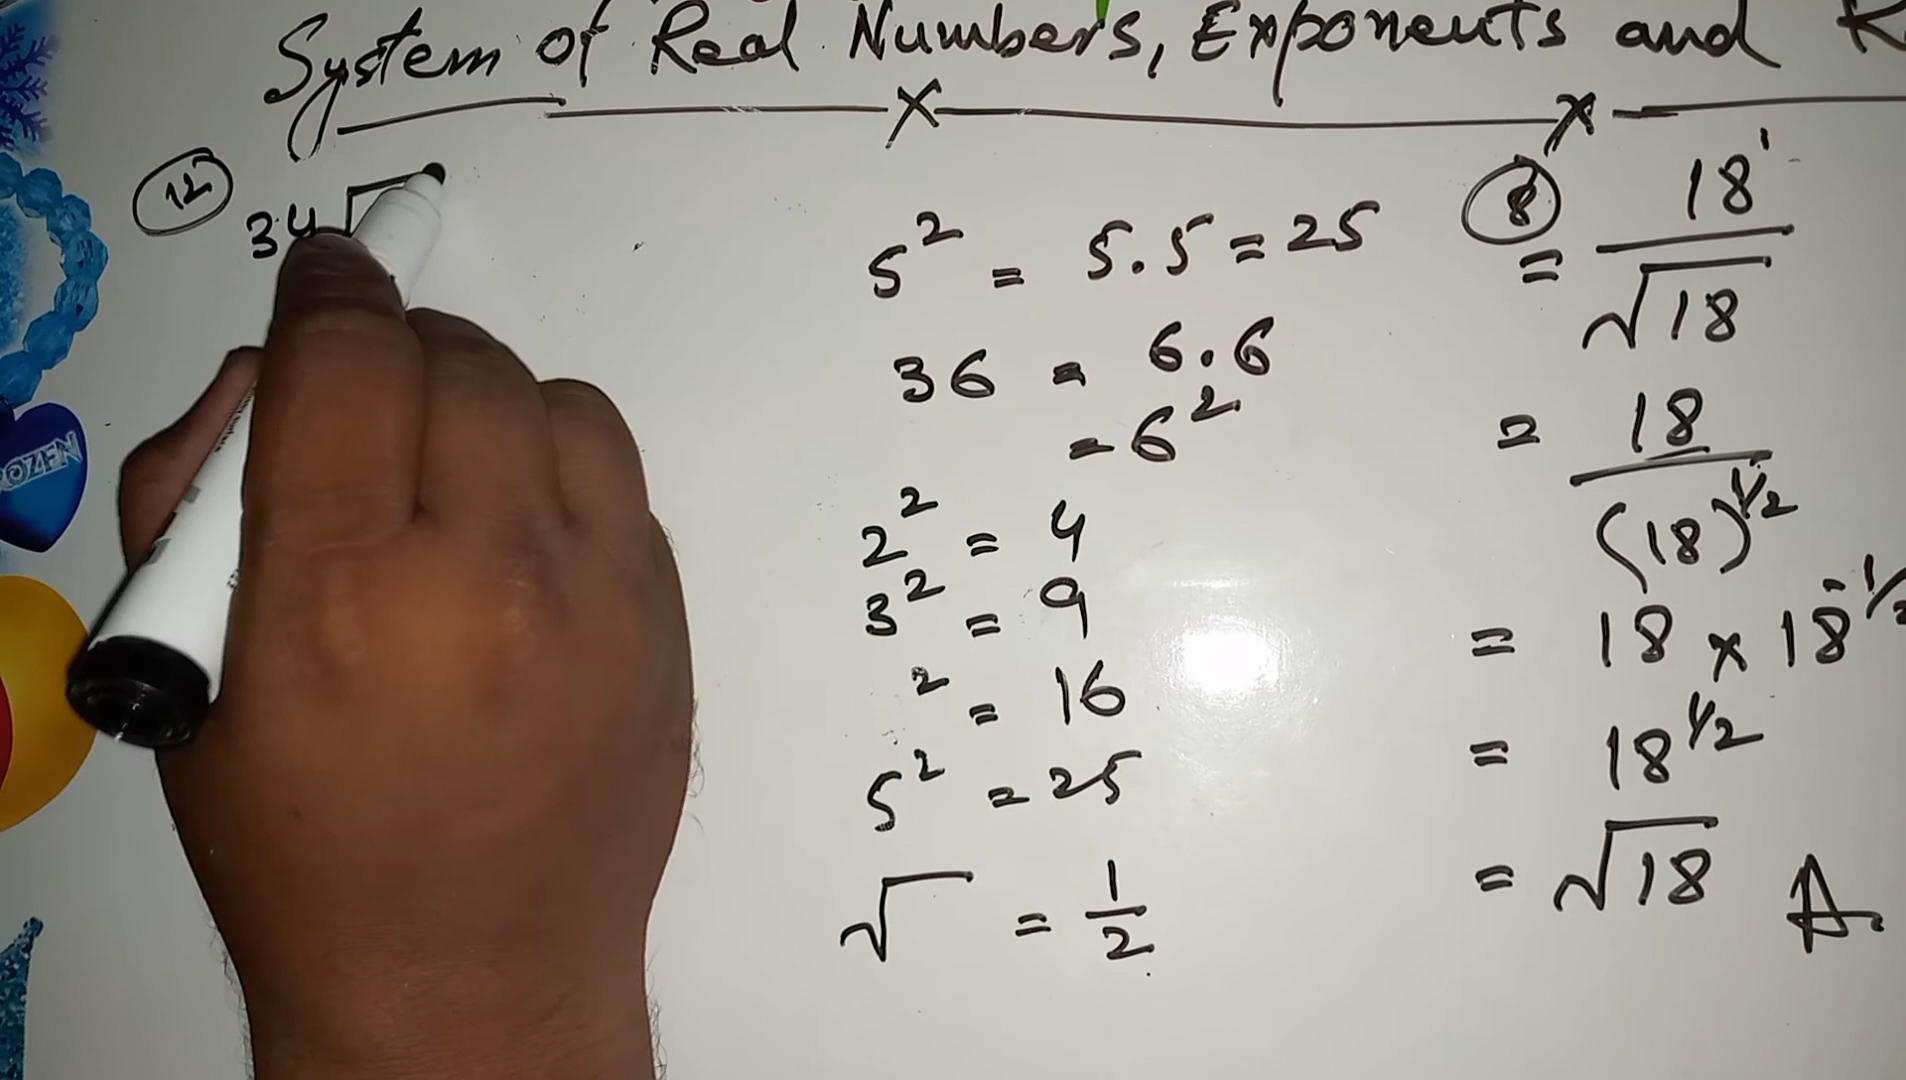 System of Real Numbers, Exponents and R
12 34 √
5² = 5.5 = 25
36 = 6.6
= 6²
2² = 4
3² = 9
² = 16
5² = 25
√ = 1/2
8 = 18¹/√18
= 18/(18)^1/2
= 18 x 18^-1/2
= 18^1/2
= √18 A.